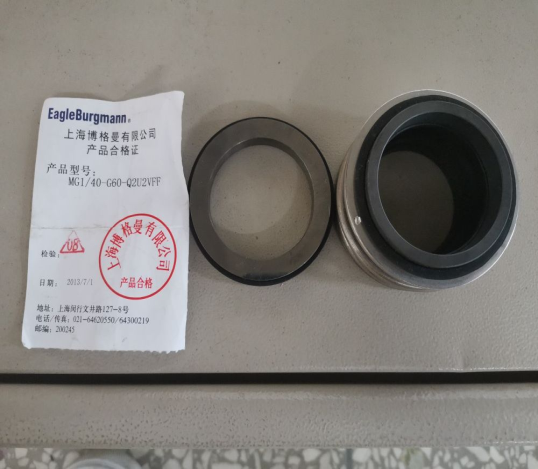 EagleBurgmann®
上海博格曼有限公司
产品合格证
产品型号:
MG1/40-G60-Q2U2VFF
检验:
08
上海博格曼有限公司
产品合格
日期: 2013/7/1
地址: 上海闵行文井路127-8号
电话/传真: 021-64620550/64300219
邮编: 200245